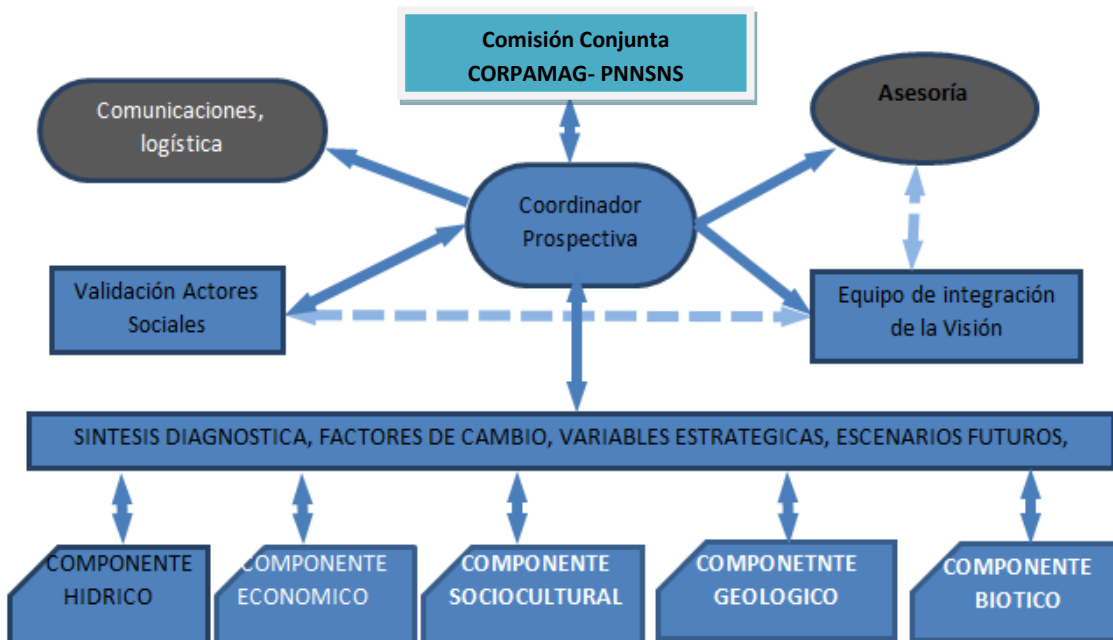 Comisión Conjunta
CORPAMAG- PNNSNS
Comunicaciones,
logística
Asesoría
Coordinador
Prospectiva
Validación Actores
Sociales
Equipo de integración
de la Visión
SINTESIS DIAGNOSTICA, FACTORES DE CAMBIO, VARIABLES ESTRATEGICAS, ESCENARIOS FUTUROS,
COMPONENTE
HIDRICO
COMPONENTE
ECONOMICO
COMPONENTE
SOCIOCULTURAL
COMPONETNTE
GEOLOGICO
COMPONENTE
BIOTICO